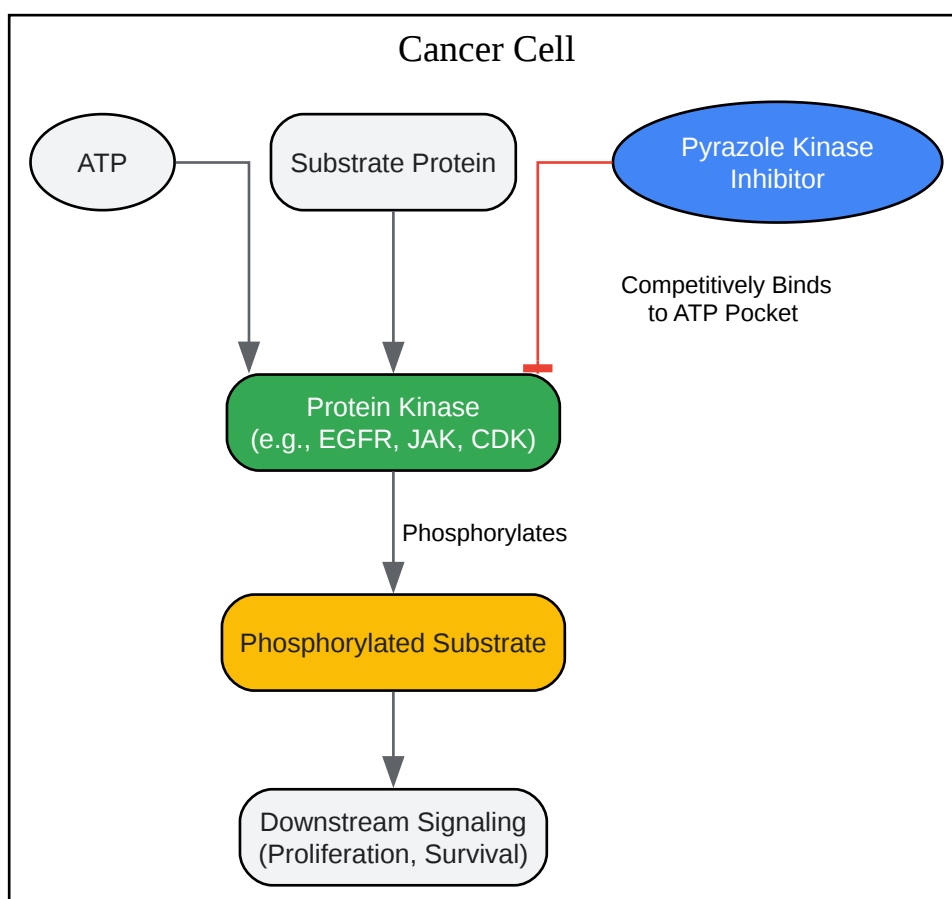 Cancer Cell
ATP
Substrate Protein
Pyrazole Kinase
Inhibitor
Competitively Binds
to ATP Pocket
Protein Kinase
(e.g., EGFR, JAK, CDK)
Phosphorylates
Phosphorylated Substrate
Downstream Signaling
(Proliferation, Survival)